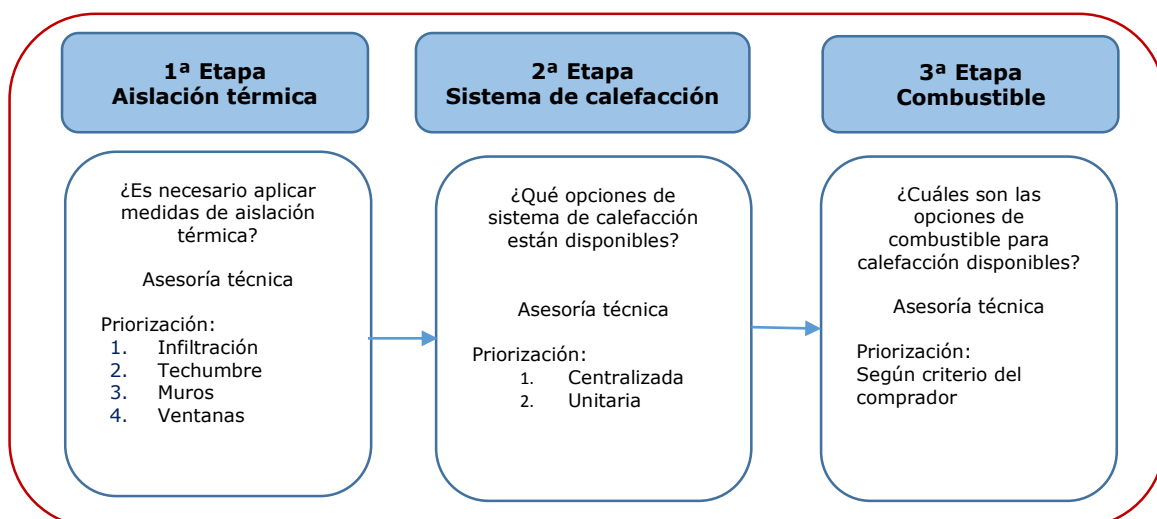 1ª Etapa
Aislación térmica
¿Es necesario aplicar
medidas de aislación
térmica?
Asesoría técnica
Priorización:
1. Infiltración
2. Techumbre
3. Muros
4. Ventanas
2ª Etapa
Sistema de calefacción
¿Qué opciones de
sistema de calefacción
están disponibles?
Asesoría técnica
Priorización:
1. Centralizada
2. Unitaria
3ª Etapa
Combustible
¿Cuáles son las
opciones de
combustible para
calefacción disponibles?
Asesoría técnica
Priorización:
Según criterio del
comprador